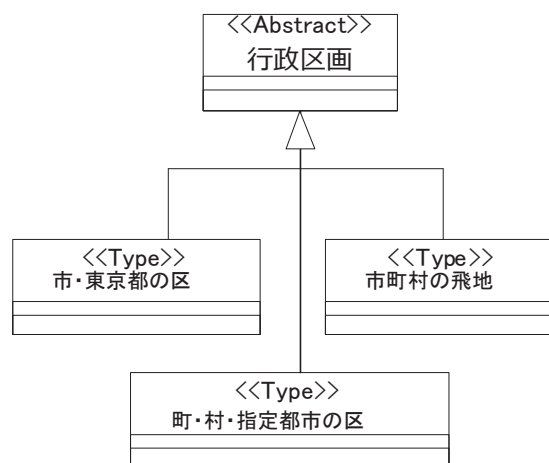 <<Abstract>>
行政区画
<<Type>>
市・東京都の区
<<Type>>
市町村の飛地
<<Type>>
町・村・指定都市の区